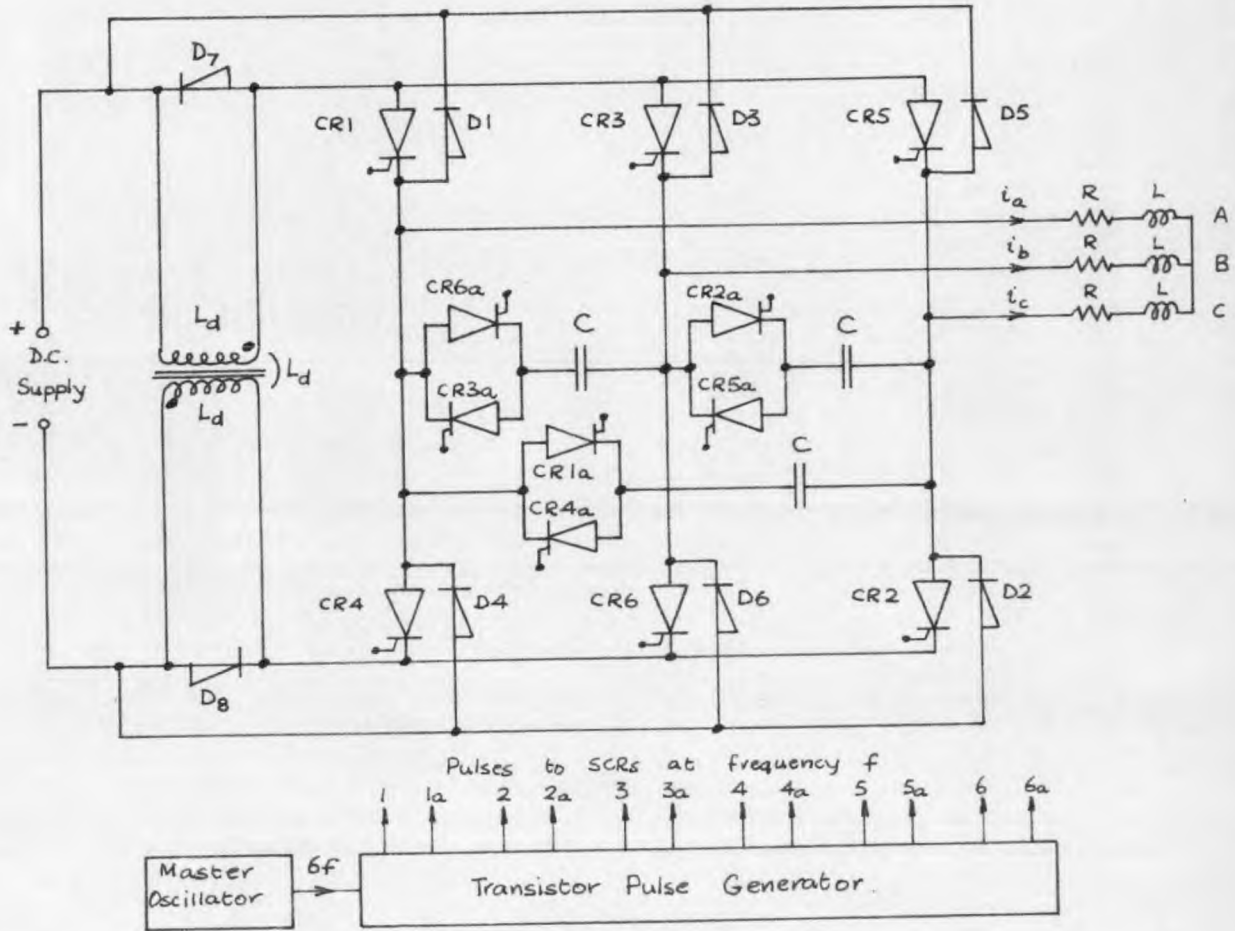 D7
CR1
D1
CR3
D3
CR5
D5
ia
R
L
A
ib
R
L
B
ic
R
L
C
CR6a
C
CR2a
C
CR3a
CR5a
+
D.C.
Supply
-
Ld
Ld
Ld
CR1a
C
CR4a
CR4
D4
CR6
D6
CR2
D2
D8
Pulses to SCRs at frequency f
1 1a 2 2a 3 3a 4 4a 5 5a 6 6a
Master
Oscillator
6f
Transistor Pulse Generator.